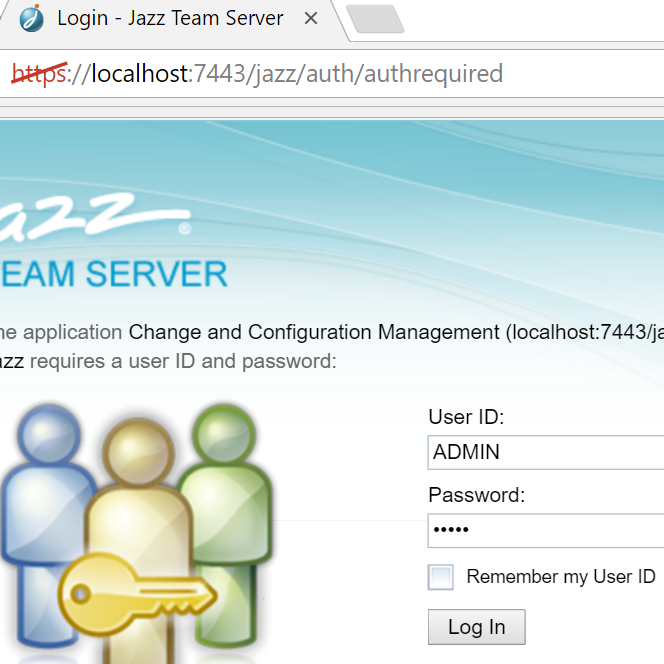 Login - Jazz Team Server
https://localhost:7443/jazz/auth/authrequired
azz®
EAM SERVER
he application Change and Configuration Management (localhost:7443/ja
azz requires a user ID and password:
User ID:
ADMIN
Password:
•••••
Remember my User ID
Log In